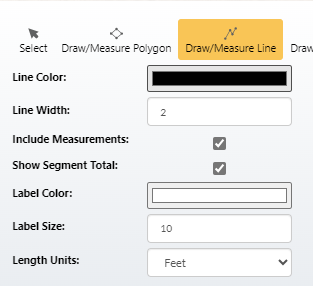 Select Draw/Measure Polygon Draw/Measure Line Draw
Line Color:
Line Width: 2
Include Measurements:
Show Segment Total:
Label Color:
Label Size: 10
Length Units: Feet